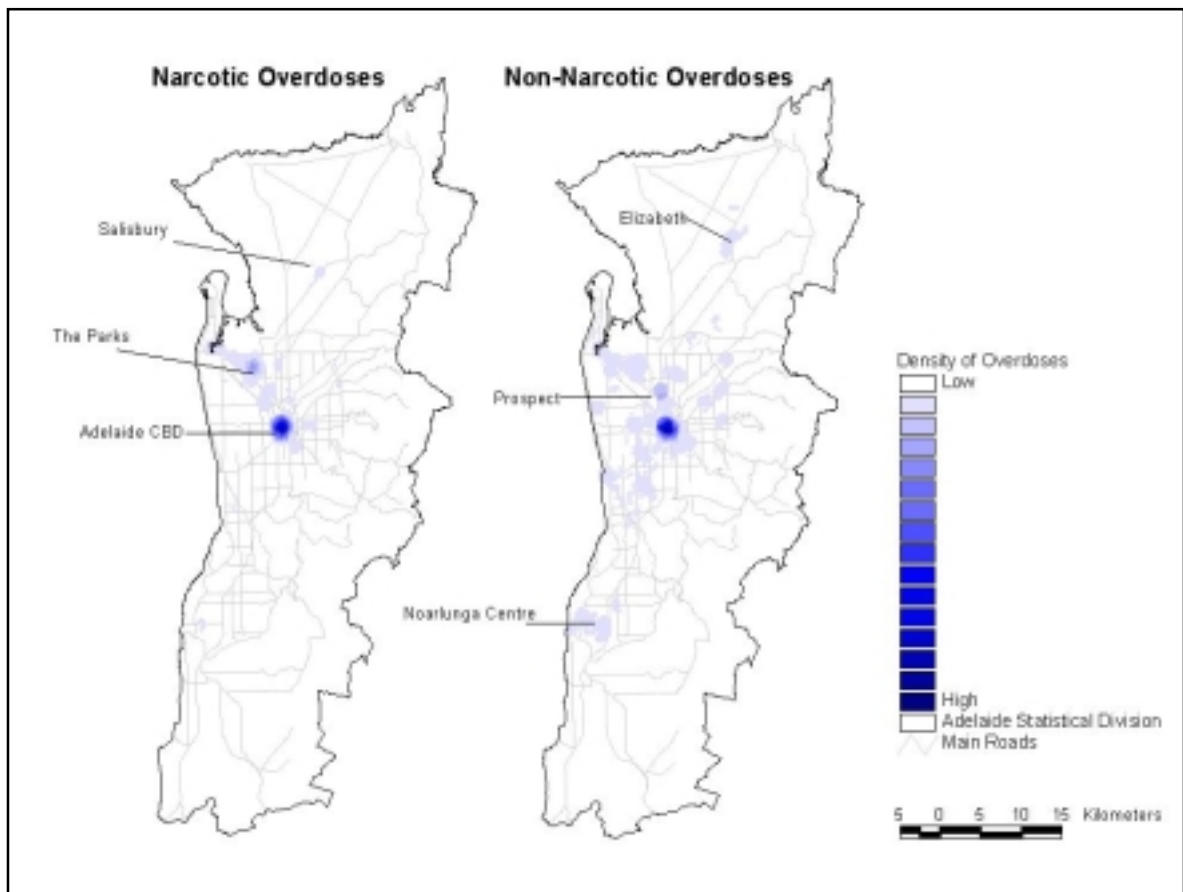 Narcotic Overdoses
Non-Narcotic Overdoses
Salisbury
The Parks
Adelaide CBD
Elizabeth
Prospect
Noarlunga Centre
Density of Overdoses
Low
High
Adelaide Statistical Division
Main Roads
5 0 5 10 15 Kilometers